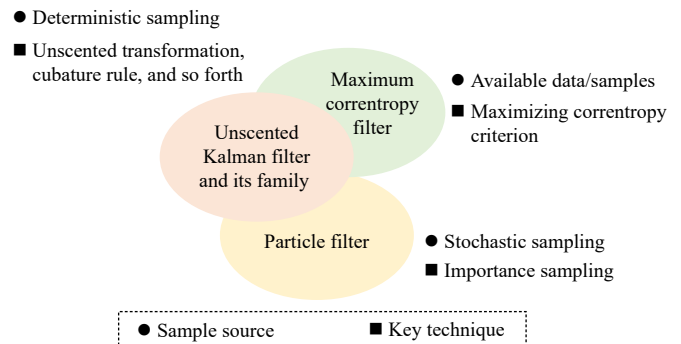 ● Deterministic sampling
■ Unscented transformation,
cubature rule, and so forth
Maximum
correntropy
filter
● Available data/samples
■ Maximizing correntropy
criterion
Unscented
Kalman filter
and its family
Particle filter
● Stochastic sampling
■ Importance sampling
● Sample source ■ Key technique